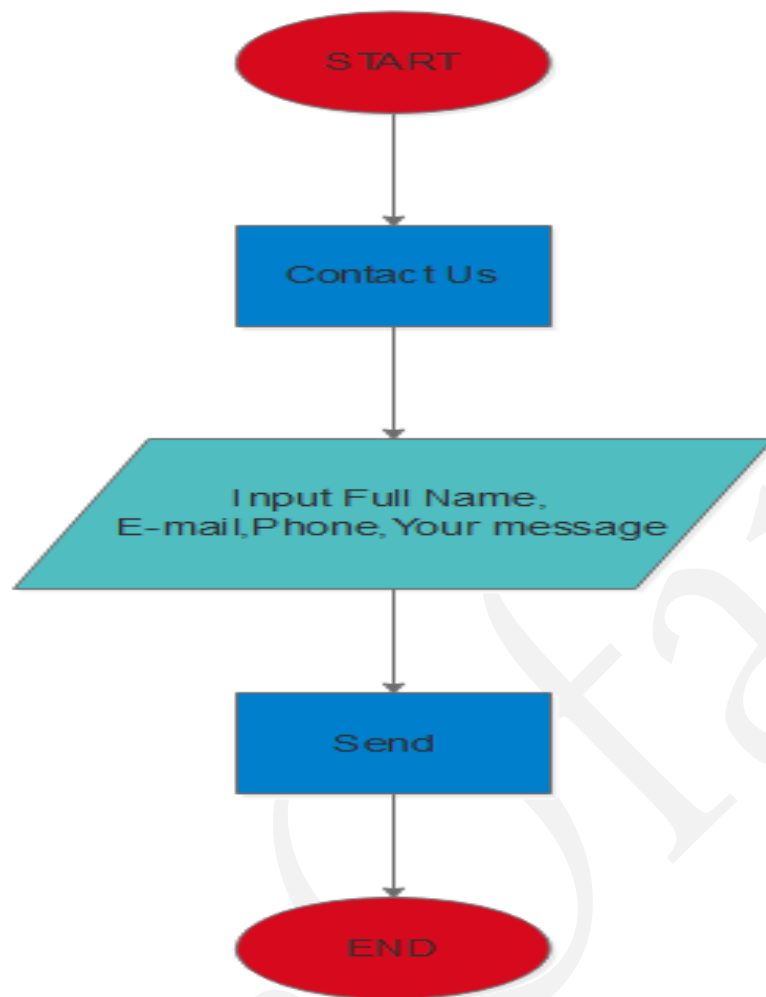 START
Contact Us
Input Full Name,
E-mail,Phone,Your message
Send
END